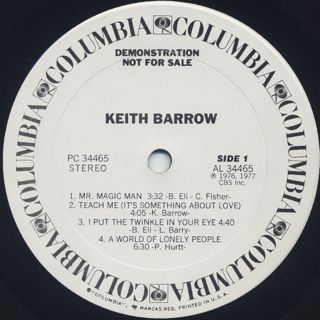 COLUMBIA COLUMBIA COLUMBIA COLUMBIA COLUMBIA
DEMONSTRATION
NOT FOR SALE
KEITH BARROW
PC 34465
STEREO
SIDE 1
AL 34465
Ⓟ 1976, 1977
CBS Inc.
1. MR. MAGIC MAN 3:32 -B. Eli - C. Fisher-
2. TEACH ME (IT'S SOMETHING ABOUT LOVE)
4:05 -K. Barrow-
3. I PUT THE TWINKLE IN YOUR EYE 4:40
-B. Eli - L. Barry-
4. A WORLD OF LONELY PEOPLE
6:30 -P. Hurtt-
"COLUMBIA", MARCAS REG. PRINTED IN U.S.A.